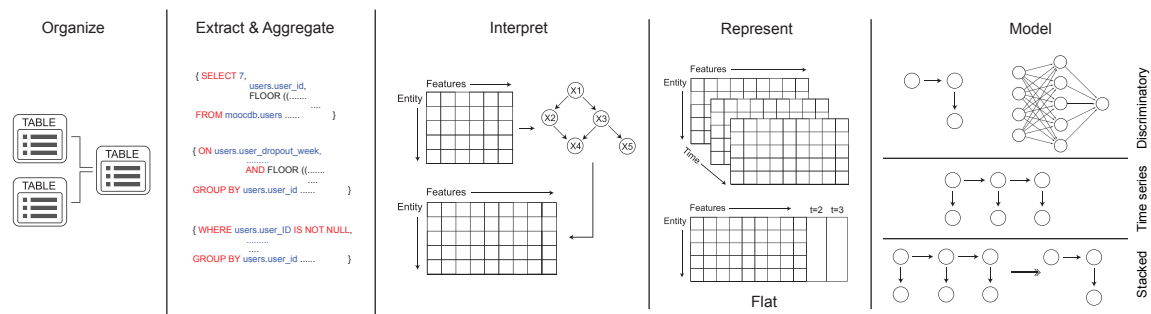 Organize
TABLE
TABLE
TABLE
Extract & Aggregate
{ SELECT 7,
users.user_id,
FLOOR ((.......
....
FROM moocdb.users ...... }
{ ON users.user_dropout_week,
.........
AND FLOOR ((.......
....
GROUP BY users.user_id ...... }
{ WHERE users.user_ID IS NOT NULL,
.........
....
GROUP BY users.user_id ...... }
Interpret
Features
Entity
X1
X2 X3
X4 X5
Features
Entity
Represent
Features
Entity
Time
Features t=2 t=3
Entity
Flat
Model
Discriminatory
Time series
Stacked